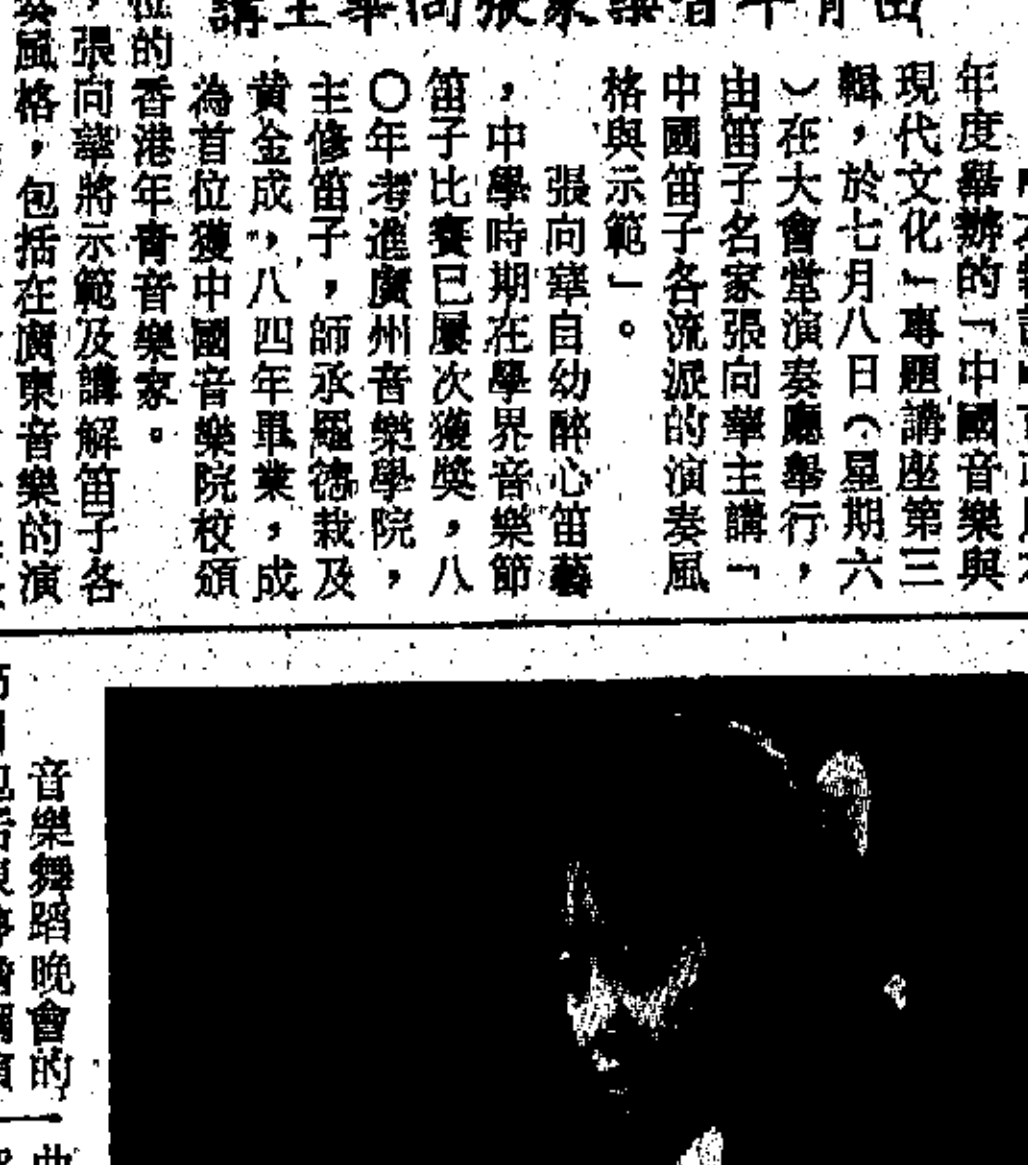 講主華向張家樂音年青由
年度舉辦的「中國音樂與
現代文化」專題講座第三
輯，於七月八日（星期六
）在大會堂演奏廳舉行，
由笛子名家張向華主講「
中國笛子各流派的演奏風
格與示範」。
張向華自幼醉心笛藝
，中學時期在學界音樂節
笛子比賽已屢次獲獎，八
〇年考進廣州音樂學院，
主修笛子，師承羅德栽及
黃金成，八四年畢業，成
為首位獲中國音樂院校頒
位的香港年青音樂家。
，張向華將示範及講解笛子各
奏風格，包括在廣東音樂的演
音樂舞蹈晚會的